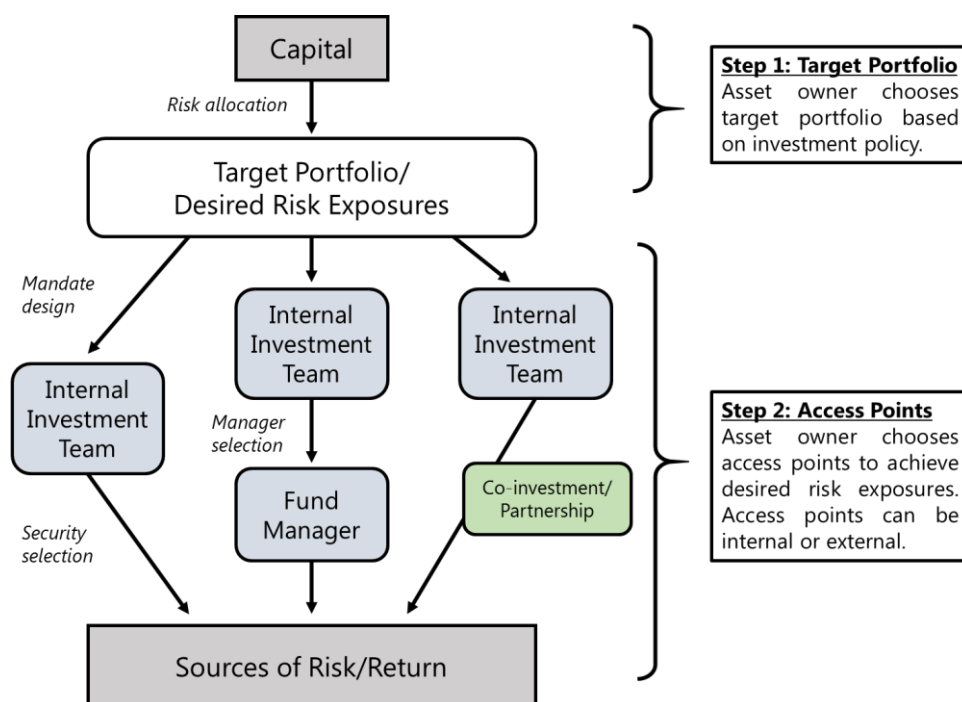 Capital
Risk allocation
Target Portfolio/
Desired Risk Exposures
Step 1: Target Portfolio
Asset owner chooses
target portfolio based
on investment policy.
Mandate
design
Internal
Investment
Team
Internal
Investment
Team
Internal
Investment
Team
Manager
selection
Security
selection
Fund
Manager
Co-investment/
Partnership
Step 2: Access Points
Asset owner chooses
access points to achieve
desired risk exposures.
Access points can be
internal or external.
Sources of Risk/Return